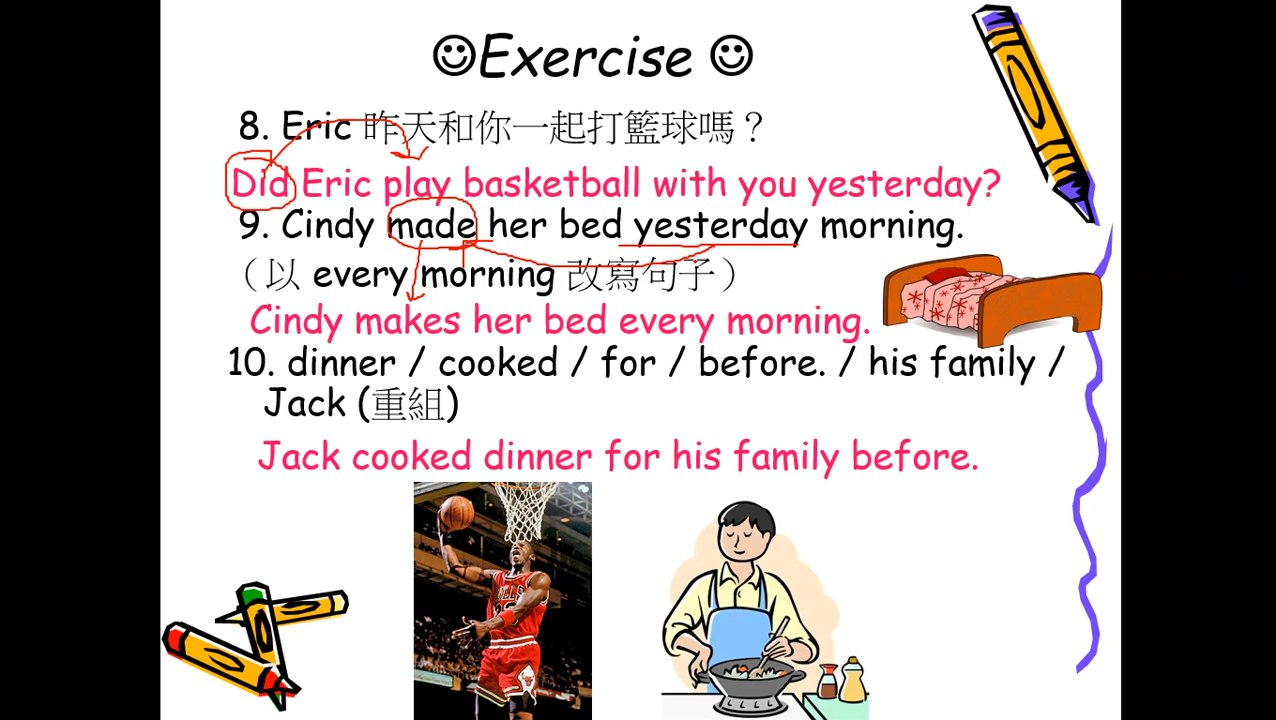 ☺Exercise ☺
8. Eric 昨天和你一起打籃球嗎？
Did Eric play basketball with you yesterday?
9. Cindy made her bed yesterday morning.
（以 every morning 改寫句子）
Cindy makes her bed every morning.
10. dinner / cooked / for / before. / his family /
Jack (重組)
Jack cooked dinner for his family before.
BULLS